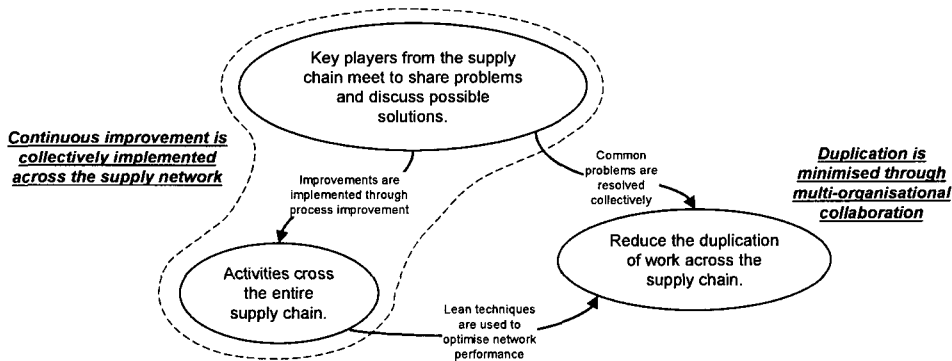 Key players from the supply
chain meet to share problems
and discuss possible
solutions.
Continuous improvement is
collectively implemented
across the supply network
Improvements are
implemented through
process improvement
Common
problems are
resolved
collectively
Duplication is
minimised through
multi-organisational
collaboration
Activities cross
the entire
supply chain.
Reduce the duplication
of work across the
supply chain.
Lean techniques
are used to
optimise network
performance